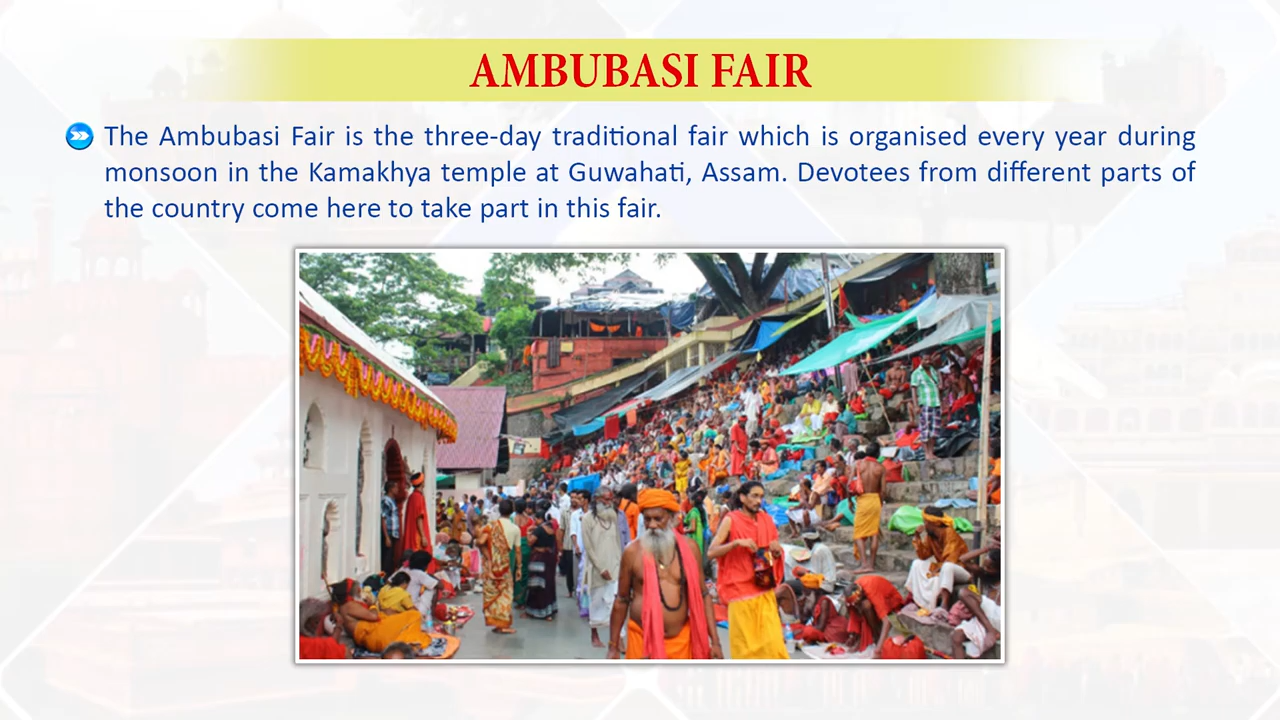 AMBUBASI FAIR
The Ambubasi Fair is the three-day traditional fair which is organised every year during
monsoon in the Kamakhya temple at Guwahati, Assam. Devotees from different parts of
the country come here to take part in this fair.